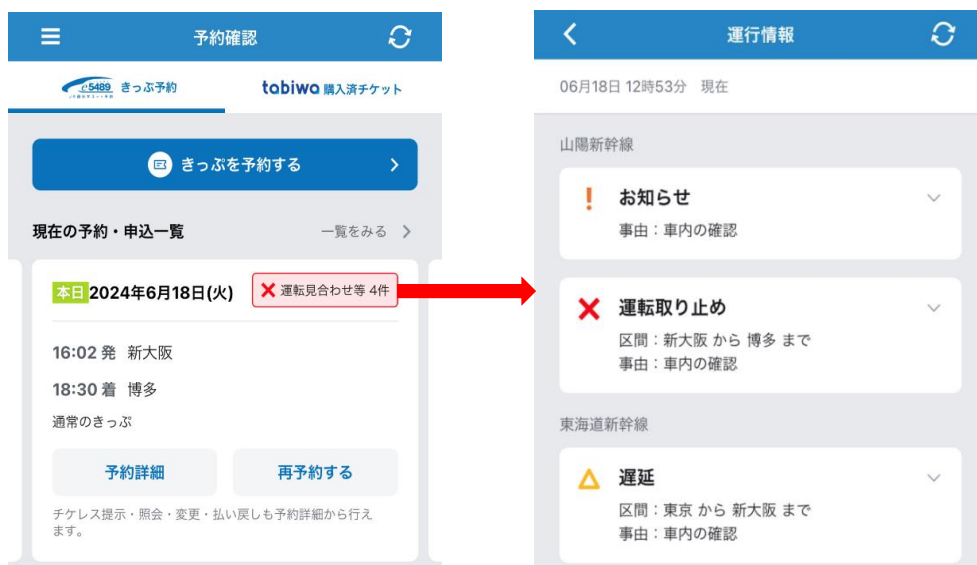 予約確認
e5489 きっぷ予約
tabiwa 購入済チケット
きっぷを予約する
現在の予約・申込一覧
一覧をみる
本日 2024年6月18日(火)
運転見合わせ等 4件
16:02 発 新大阪
18:30 着 博多
通常のきっぷ
予約詳細
再予約する
チケレス提示・照会・変更・払い戻しも予約詳細から行え
ます。
運行情報
06月18日 12時53分 現在
山陽新幹線
お知らせ
事由：車内の確認
運転取り止め
区間：新大阪 から 博多 まで
事由：車内の確認
東海道新幹線
遅延
区間：東京 から 新大阪 まで
事由：車内の確認